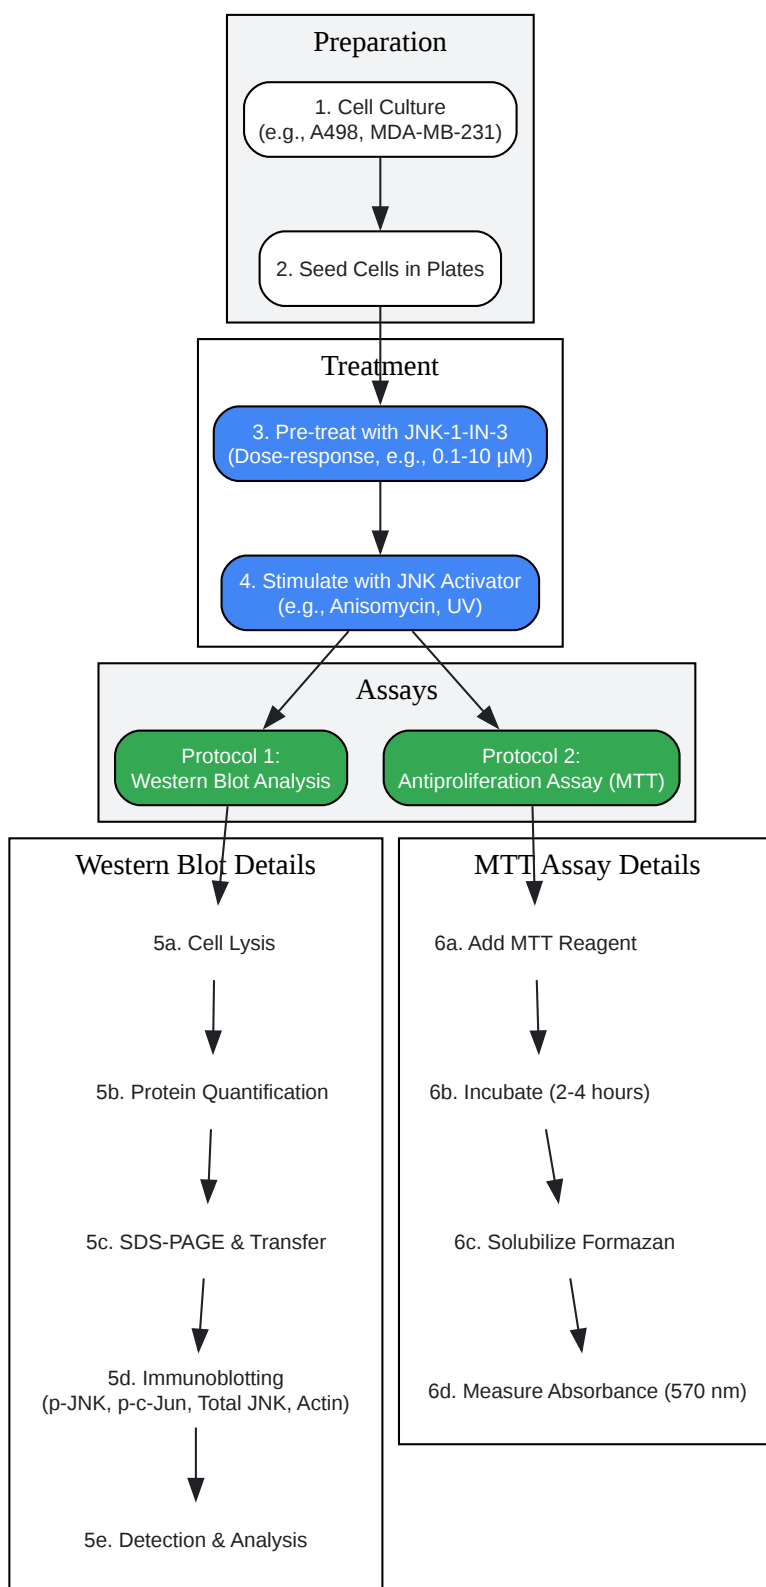 Preparation
1. Cell Culture
(e.g., A498, MDA-MB-231)
2. Seed Cells in Plates
Treatment
3. Pre-treat with JNK-1-IN-3
(Dose-response, e.g., 0.1-10 µM)
4. Stimulate with JNK Activator
(e.g., Anisomycin, UV)
Assays
Protocol 1:
Western Blot Analysis
Protocol 2:
Antiproliferation Assay (MTT)
Western Blot Details
5a. Cell Lysis
5b. Protein Quantification
5c. SDS-PAGE & Transfer
5d. Immunoblotting
(p-JNK, p-c-Jun, Total JNK, Actin)
5e. Detection & Analysis
MTT Assay Details
6a. Add MTT Reagent
6b. Incubate (2-4 hours)
6c. Solubilize Formazan
6d. Measure Absorbance (570 nm)